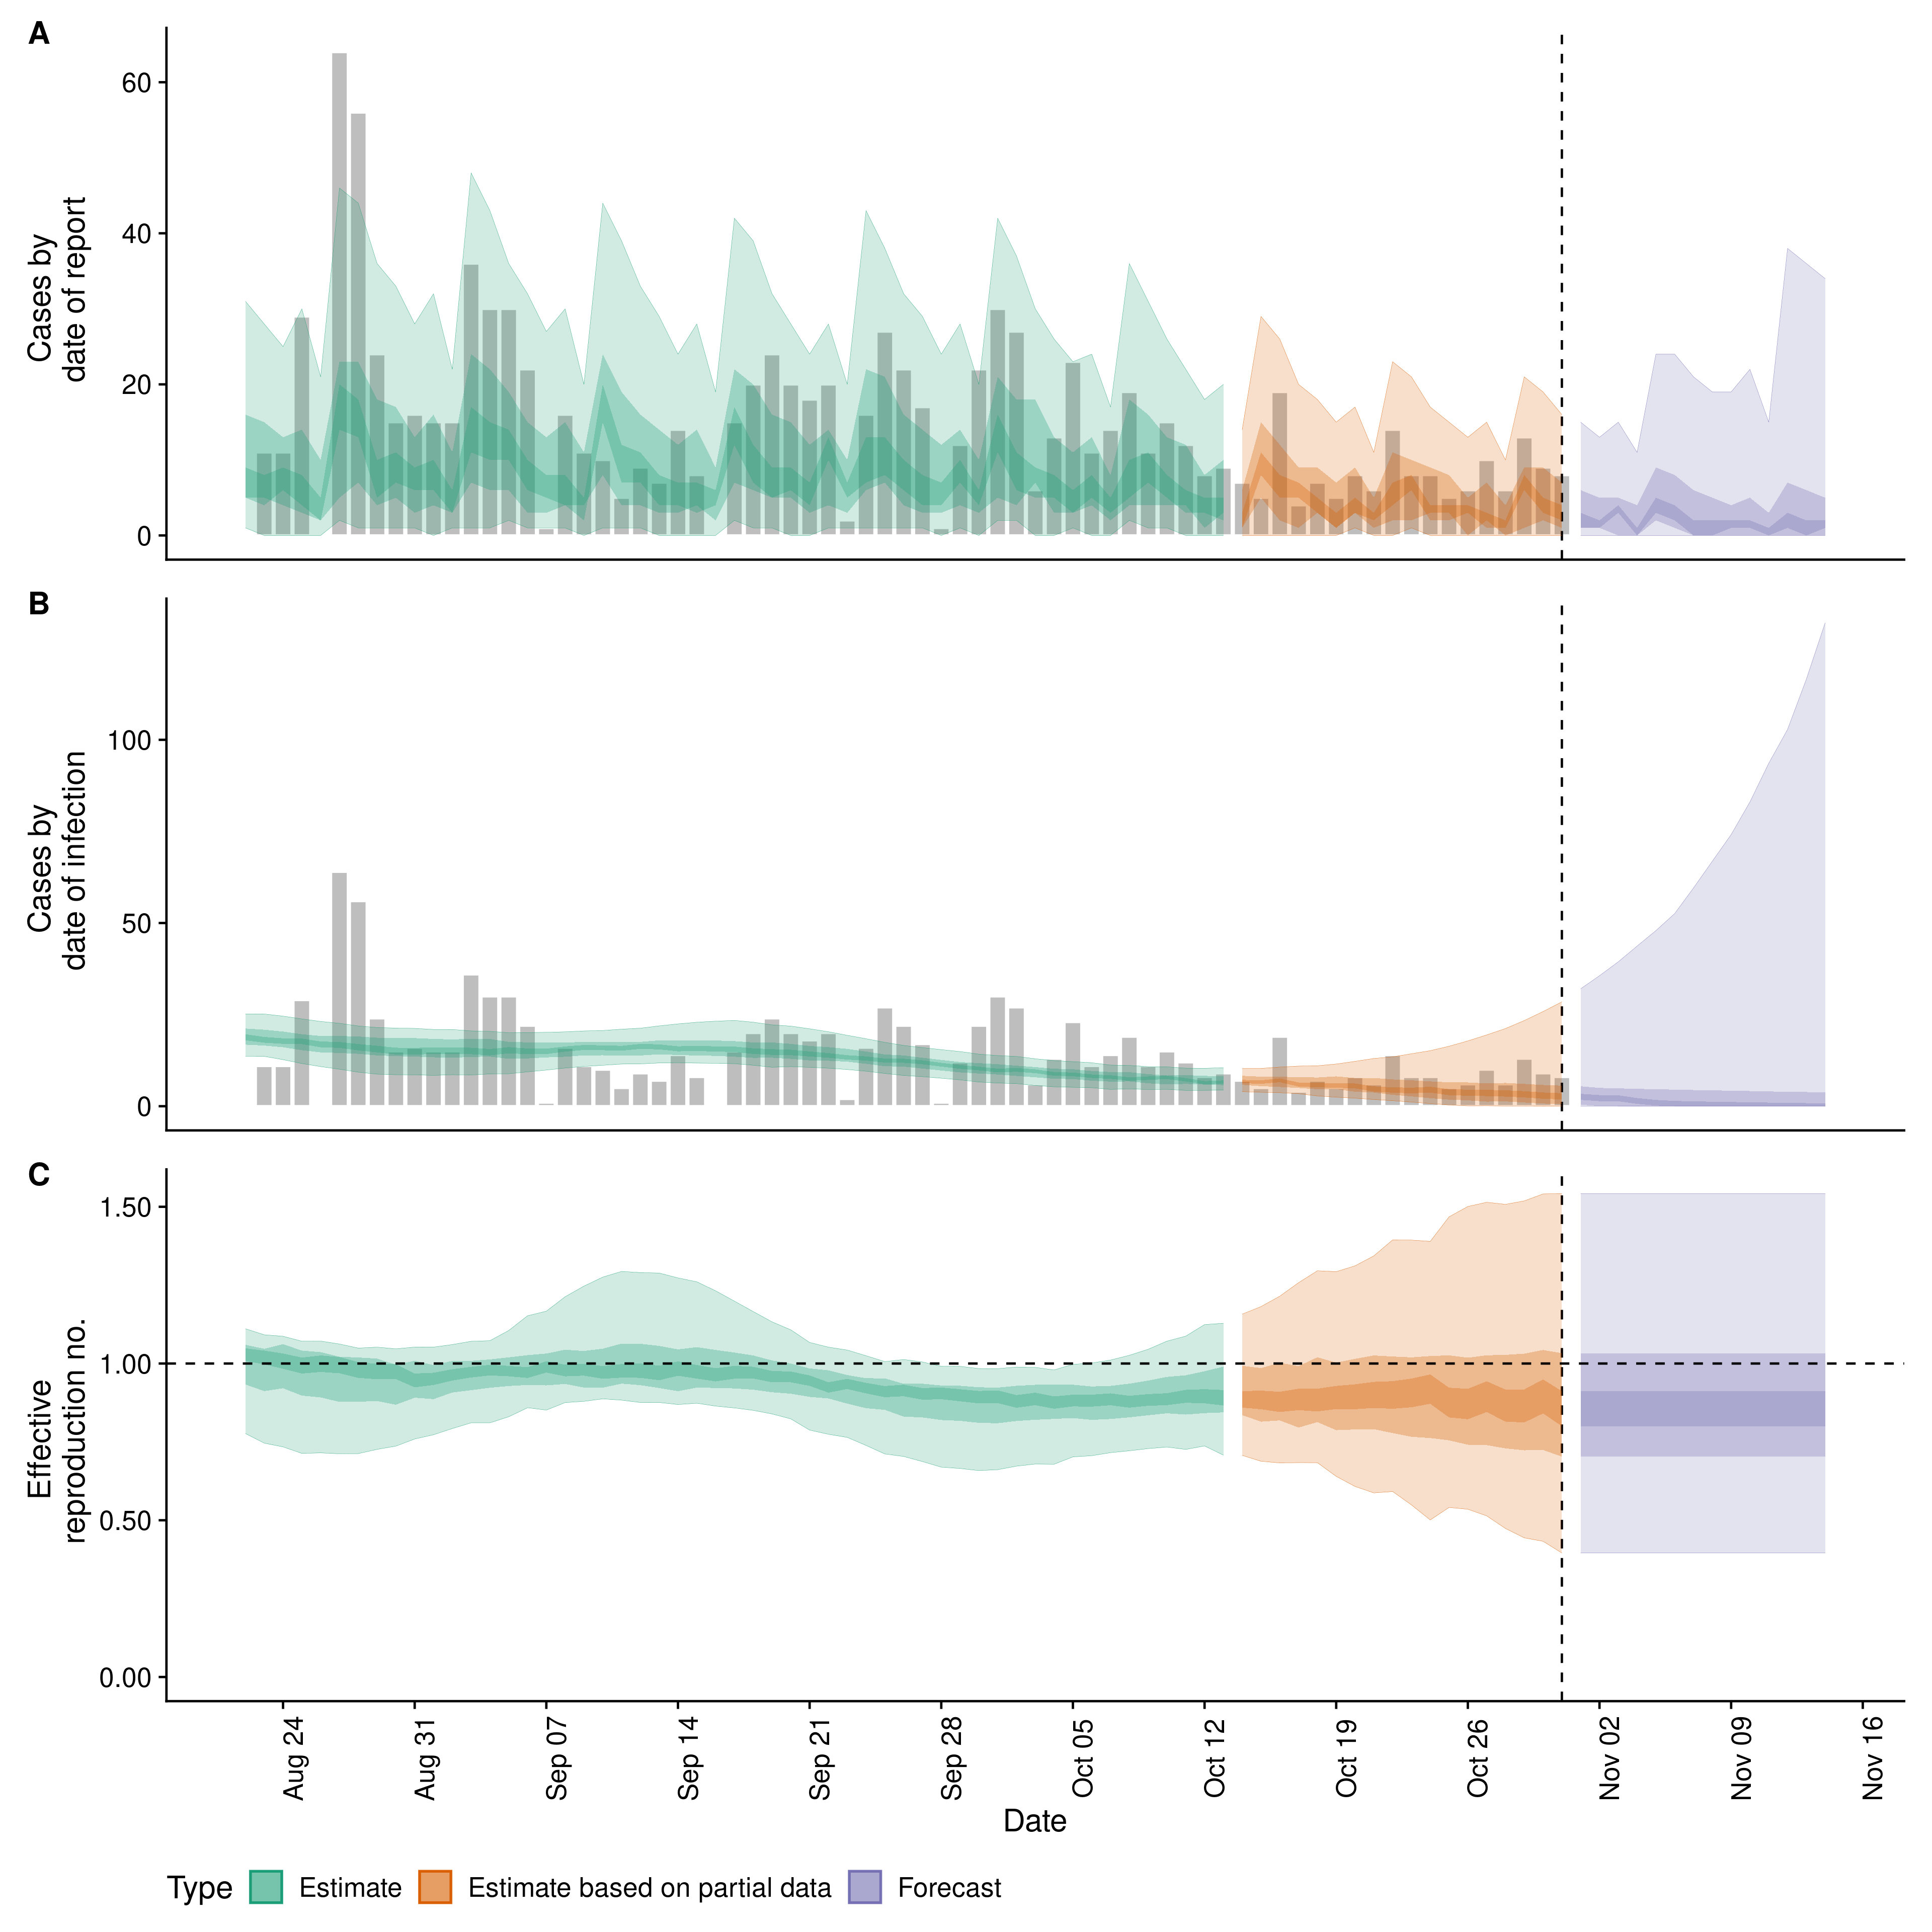 A
Cases by
date of report
60
40
20
0
B
Cases by
date of infection
100
50
0
C
Effective
reproduction no.
1.50
1.00
0.50
0.00
Aug 24
Aug 31
Sep 07
Sep 14
Sep 21
Sep 28
Oct 05
Oct 12
Oct 19
Oct 26
Nov 02
Nov 09
Nov 16
Date
Type Estimate Estimate based on partial data Forecast